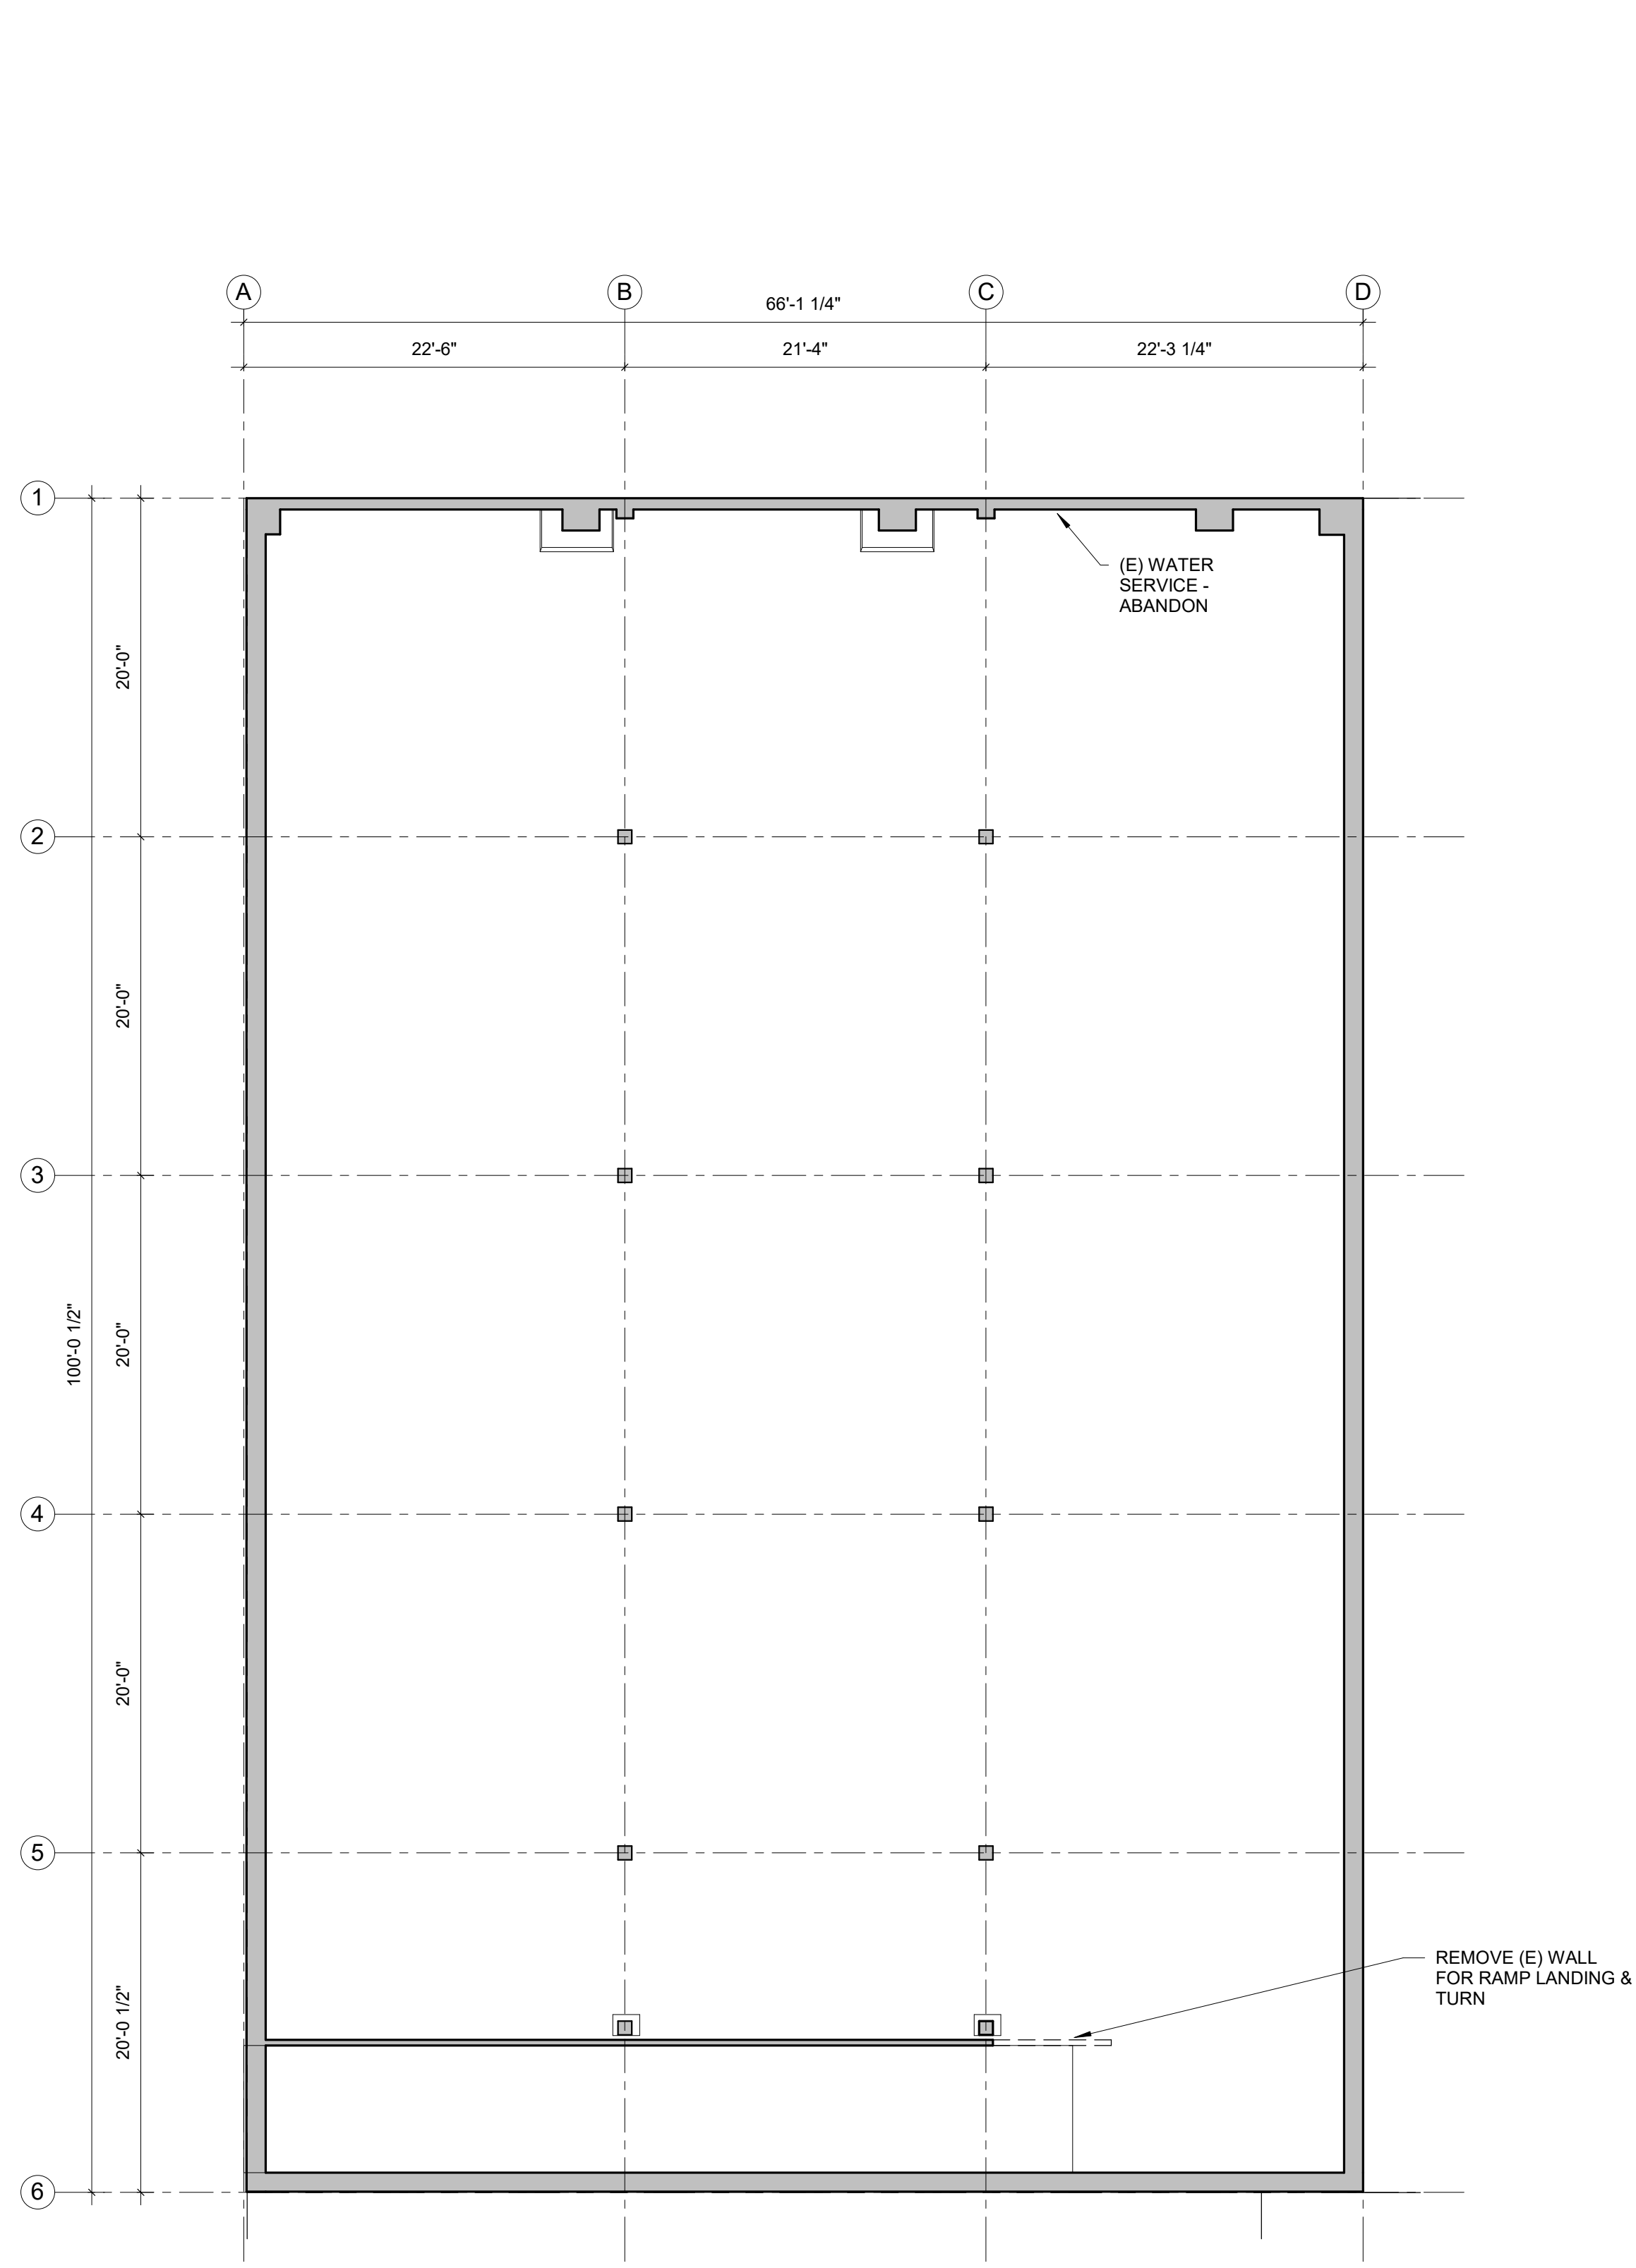 A
B
C
D
66'-1 1/4"
22'-6"
21'-4"
22'-3 1/4"
1
(E) WATER
SERVICE -
ABANDON
20'-0"
2
20'-0"
3
100'-0 1/2"
20'-0"
4
20'-0"
5
REMOVE (E) WALL
FOR RAMP LANDING &
TURN
20'-0 1/2"
6